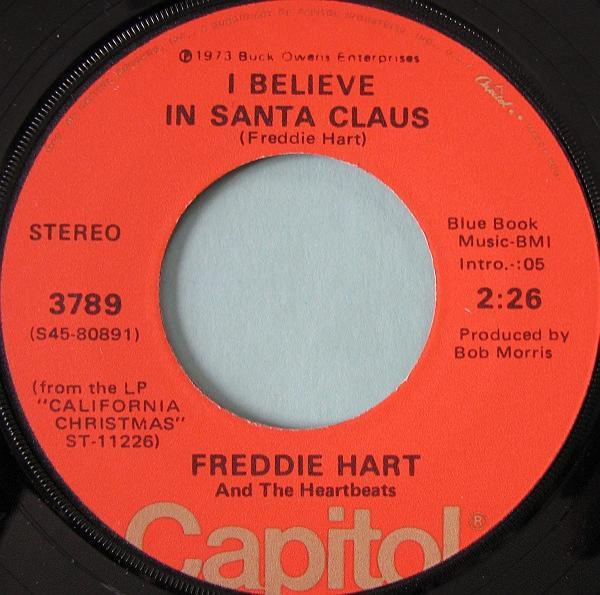 ℗ 1973 Buck Owens Enterprises
I BELIEVE
IN SANTA CLAUS
(Freddie Hart)
STEREO
3789
(S45-80891)
(from the LP
"CALIFORNIA
CHRISTMAS"
ST-11226)
Blue Book
Music-BMI
Intro.-:05
2:26
Produced by
Bob Morris
FREDDIE HART
And The Heartbeats
Capitol®
Capitol